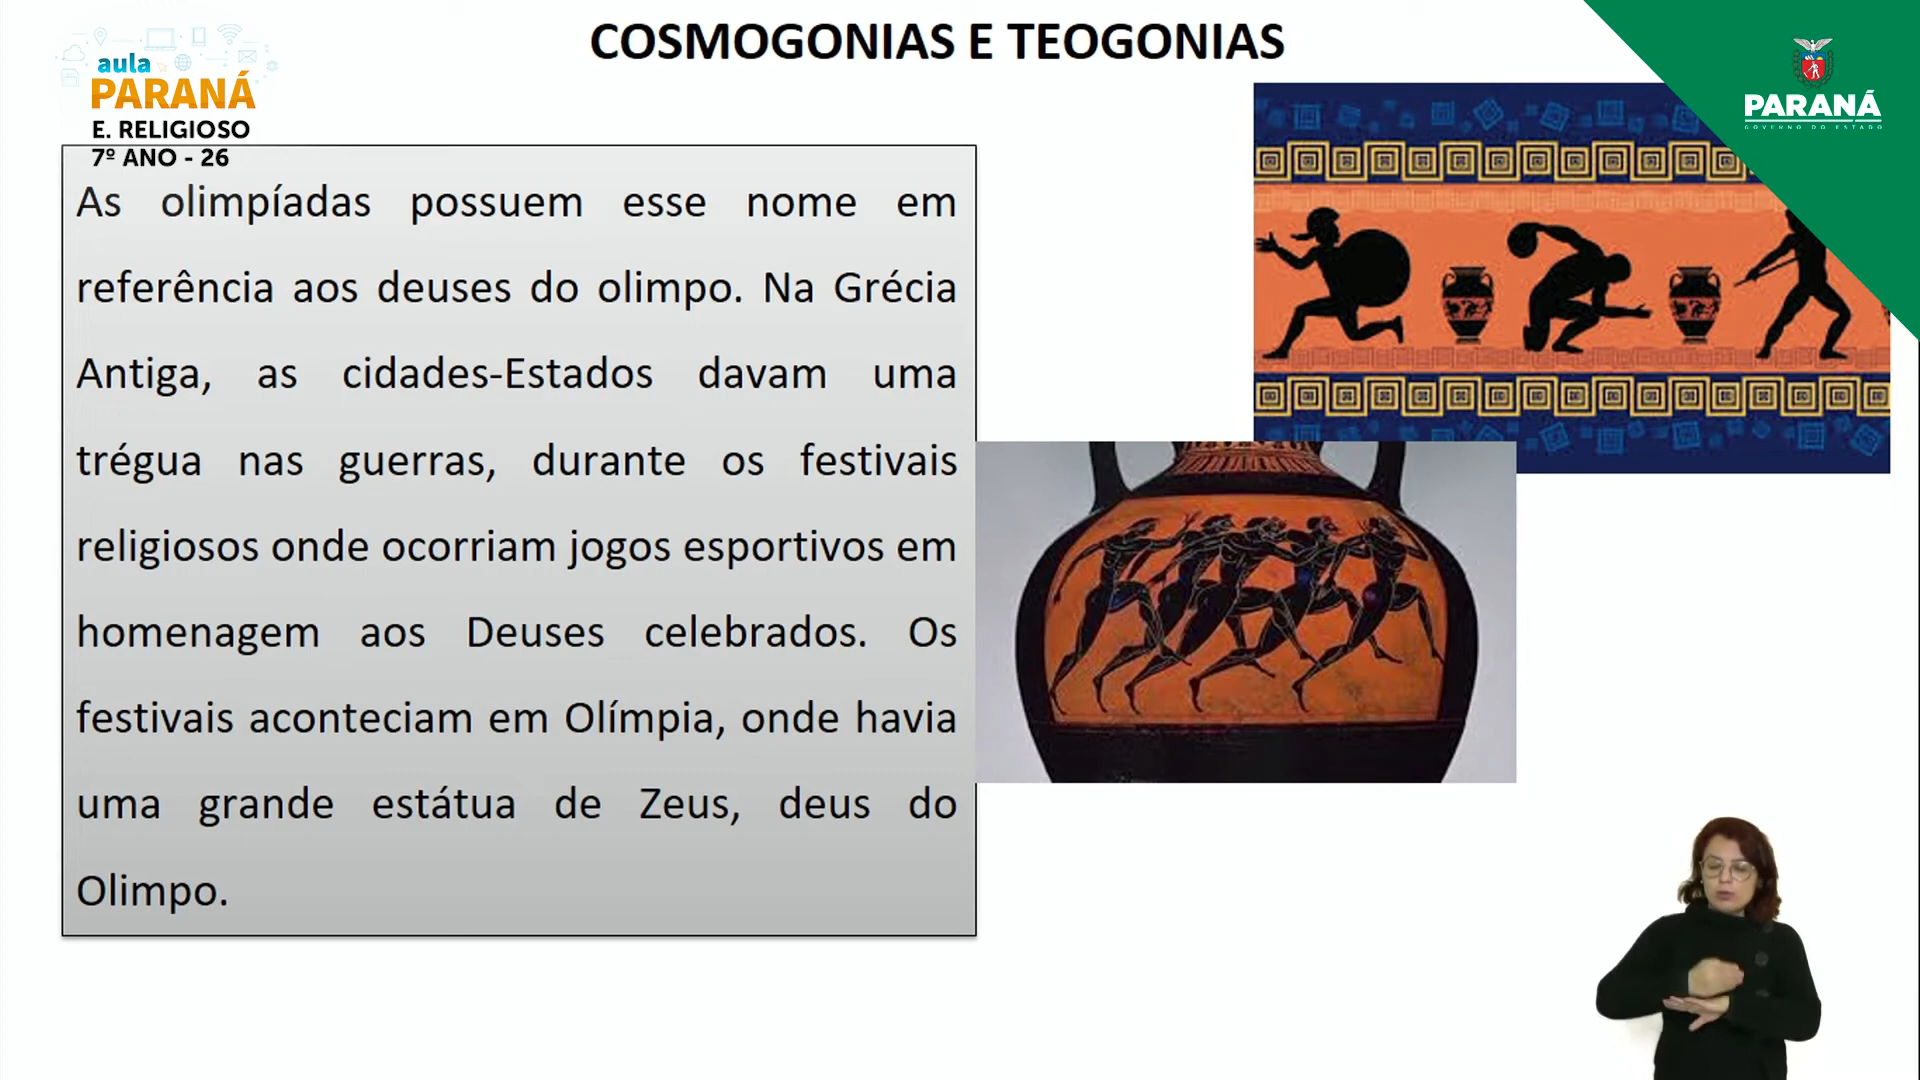 COSMOGONIAS E TEOGONIAS
aula
PARANÁ
E. RELIGIOSO
7º ANO - 26
PARANÁ
GOVERNO DO ESTADO
As olimpíadas possuem esse nome em
referência aos deuses do olimpo. Na Grécia
Antiga, as cidades-Estados davam uma
trégua nas guerras, durante os festivais
religiosos onde ocorriam jogos esportivos em
homenagem aos Deuses celebrados. Os
festivais aconteciam em Olímpia, onde havia
uma grande estátua de Zeus, deus do
Olimpo.